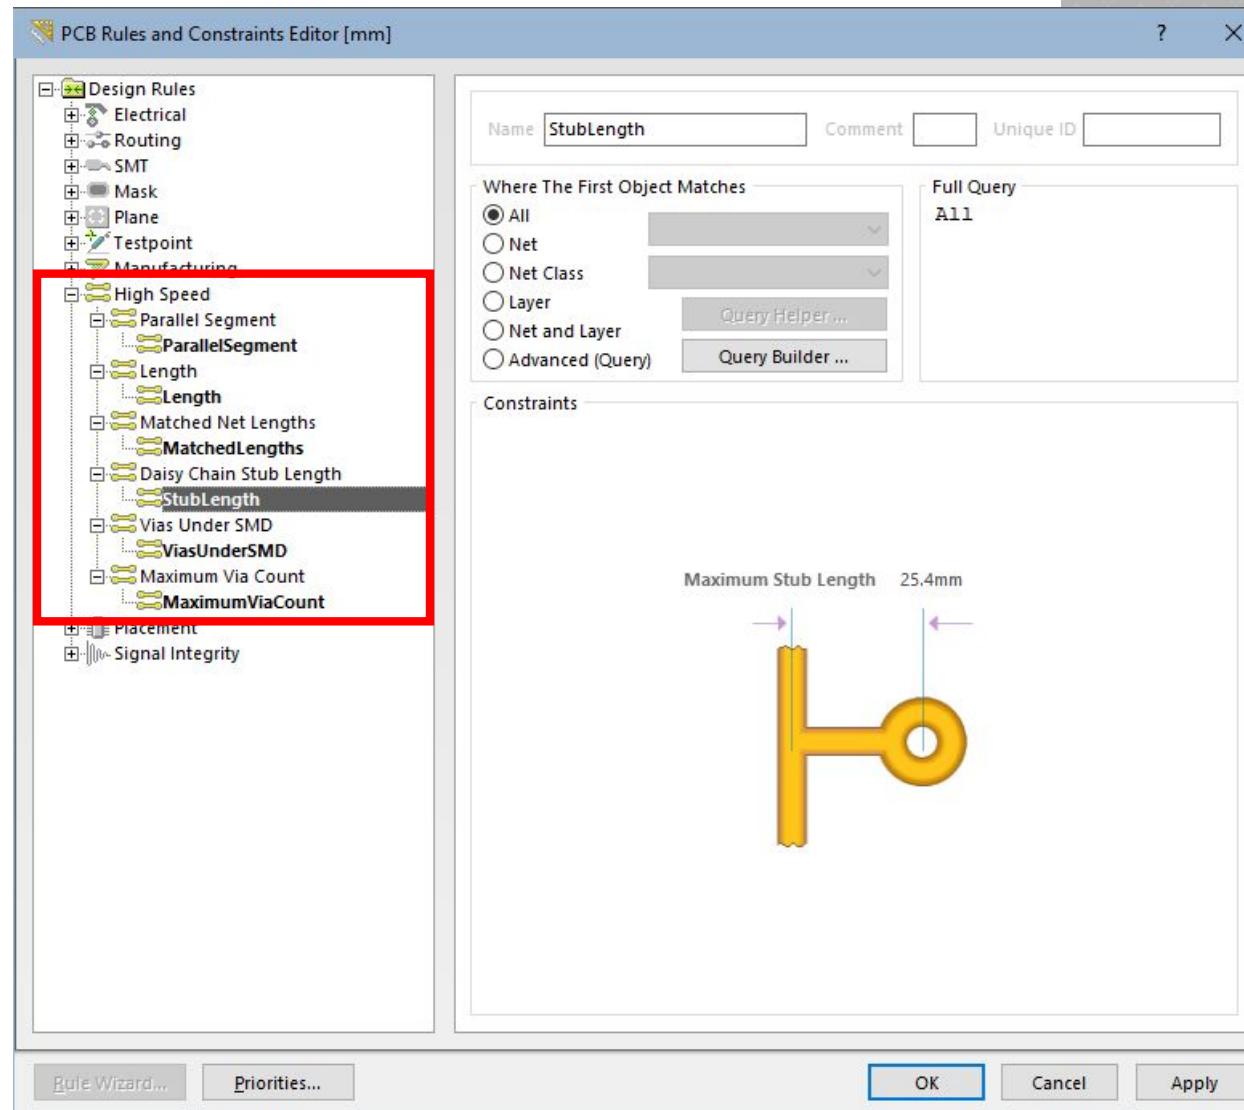 PCB Rules and Constraints Editor [mm]
?
Design Rules
Electrical
Routing
SMT
Mask
Plane
Testpoint
Manufacturing
High Speed
Parallel Segment
ParallelSegment
Length
Length
Matched Net Lengths
MatchedLengths
Daisy Chain Stub Length
StubLength
Vias Under SMD
ViasUnderSMD
Maximum Via Count
MaximumViaCount
Placement
Signal Integrity
Name StubLength Comment Unique ID
Where The First Object Matches
All
Net
Net Class
Layer
Net and Layer
Advanced (Query)
Query Helper ...
Query Builder ...
Full Query
All
Constraints
Maximum Stub Length 25.4mm
Rule Wizard... Priorities... OK Cancel Apply